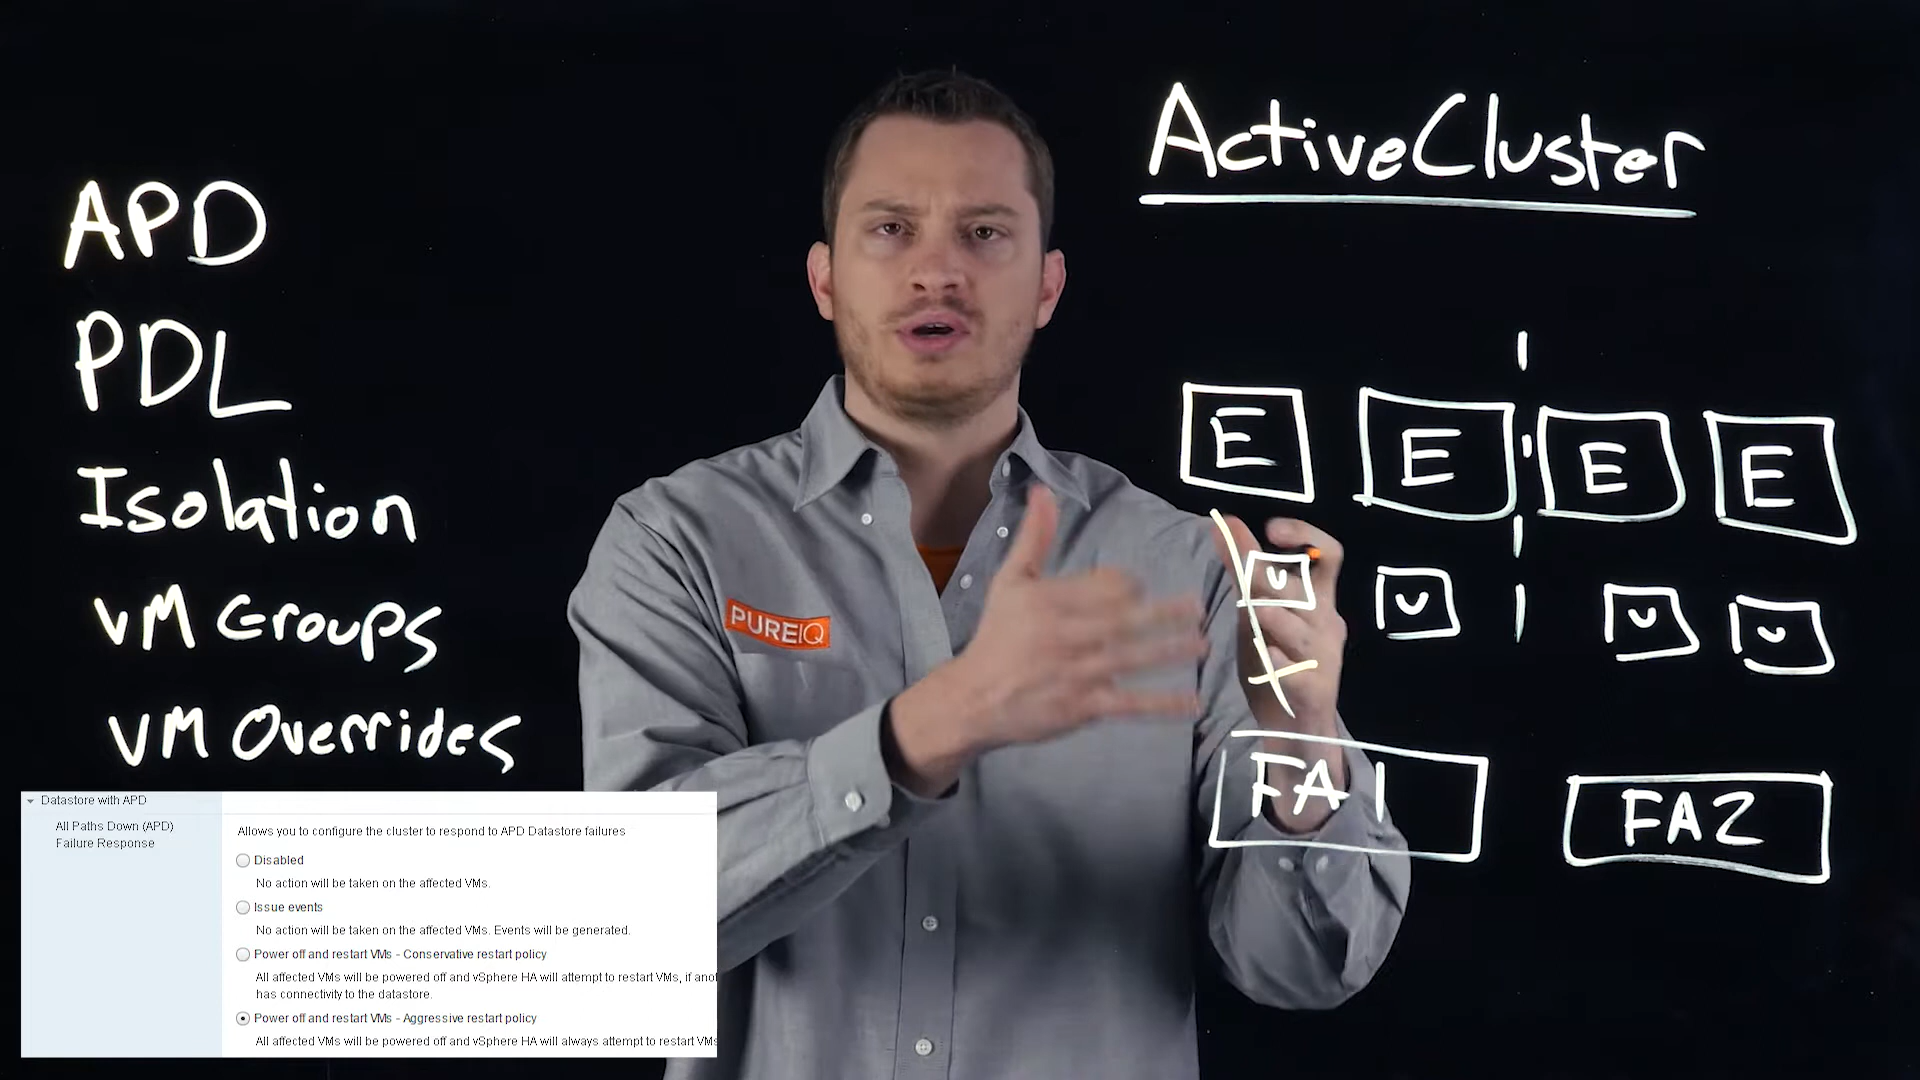 ActiveCluster
APD
PDL
Isolation
VM Groups
VM Overrides
E E E E
V V V V
FA1 FA2
PUREIQ
Datastore with APD
All Paths Down (APD)
Failure Response
Allows you to configure the cluster to respond to APD Datastore failures
Disabled
No action will be taken on the affected VMs.
Issue events
No action will be taken on the affected VMs. Events will be generated.
Power off and restart VMs - Conservative restart policy
All affected VMs will be powered off and vSphere HA will attempt to restart VMs, if anot
has connectivity to the datastore.
Power off and restart VMs - Aggressive restart policy
All affected VMs will be powered off and vSphere HA will always attempt to restart VMs